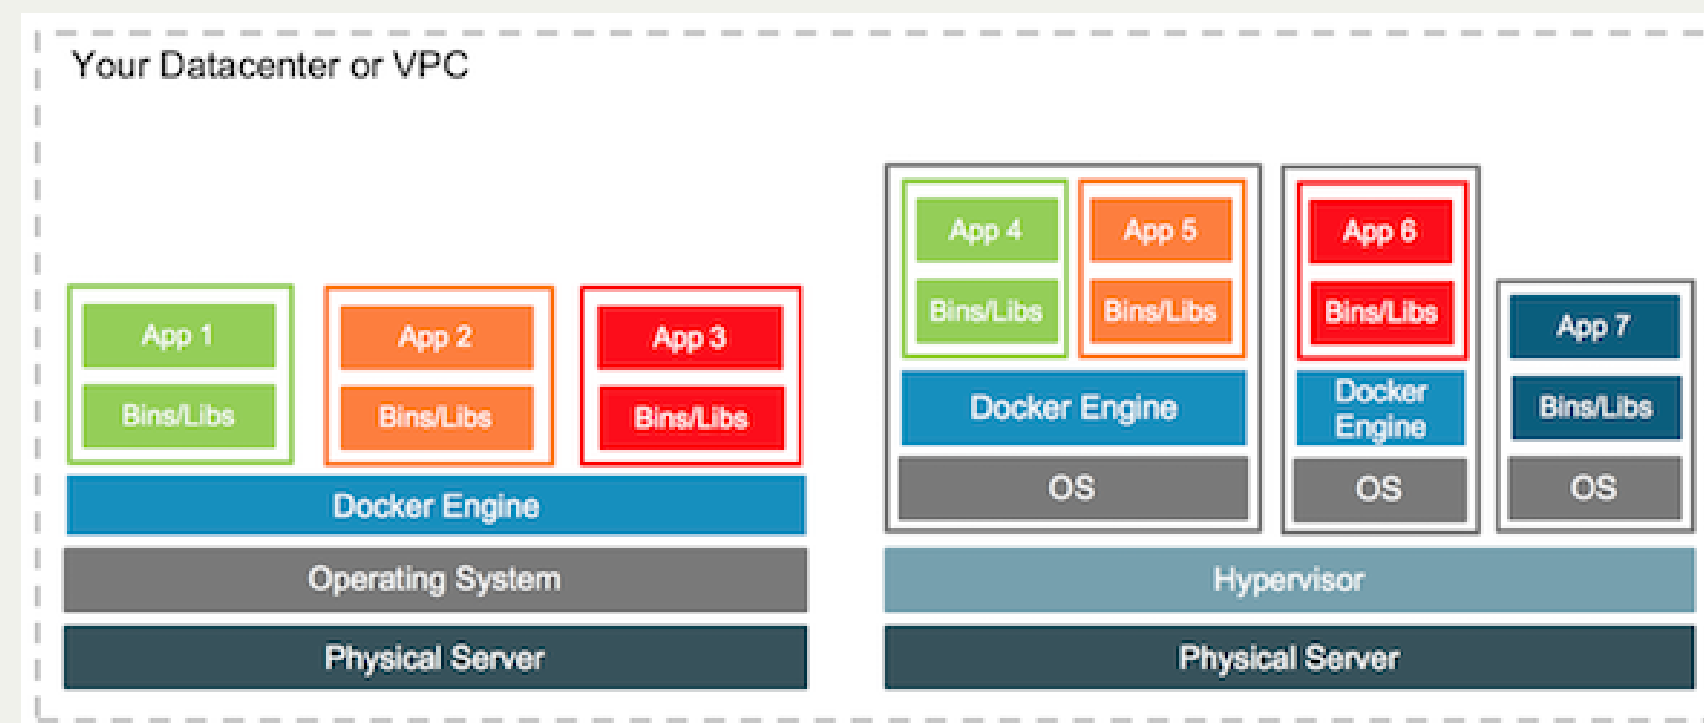 Your Datacenter or VPC
App 1
Bins/Libs
App 2
Bins/Libs
App 3
Bins/Libs
Docker Engine
Operating System
Physical Server
App 4
Bins/Libs
App 5
Bins/Libs
Docker Engine
OS
App 6
Bins/Libs
Docker
Engine
OS
App 7
Bins/Libs
OS
Hypervisor
Physical Server